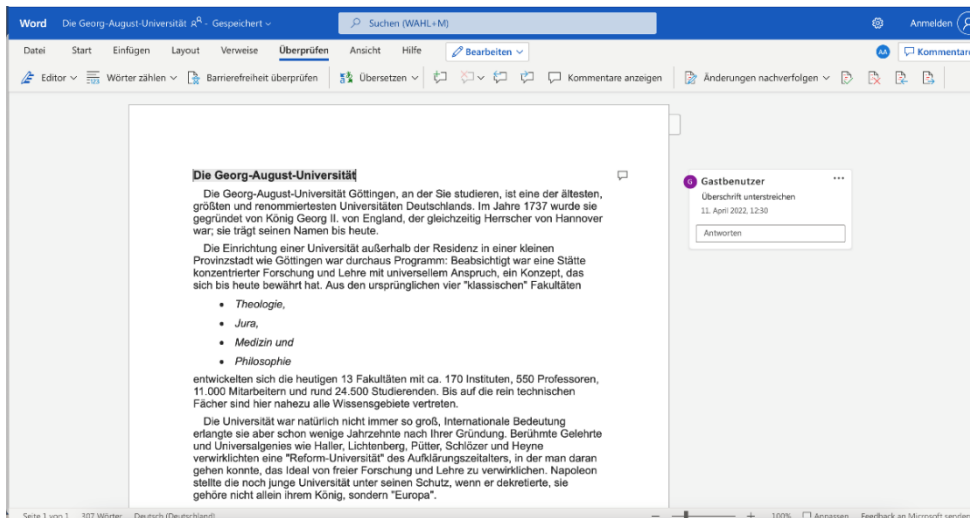 Word Die Georg-August-Universität - Gespeichert Suchen (WAHL+M) Anmelden
Datei Start Einfügen Layout Verweise Überprüfen Ansicht Hilfe Bearbeiten AA Kommentare
Editor Wörter zählen Barrierefreiheit überprüfen Übersetzen Kommentare anzeigen Änderungen nachverfolgen
Die Georg-August-Universität
Die Georg-August-Universität Göttingen, an der Sie studieren, ist eine der ältesten,
größten und renommiertesten Universitäten Deutschlands. Im Jahre 1737 wurde sie
gegründet von König Georg II. von England, der gleichzeitig Herrscher von Hannover
war; sie trägt seinen Namen bis heute.
Die Einrichtung einer Universität außerhalb der Residenz in einer kleinen
Provinzstadt wie Göttingen war durchaus Programm: Beabsichtigt war eine Stätte
konzentrierter Forschung und Lehre mit universellem Anspruch, ein Konzept, das
sich bis heute bewährt hat. Aus den ursprünglichen vier "klassischen" Fakultäten
• Theologie,
• Jura,
• Medizin und
• Philosophie
entwickelten sich die heutigen 13 Fakultäten mit ca. 170 Instituten, 550 Professoren,
11.000 Mitarbeitern und rund 24.500 Studierenden. Bis auf die rein technischen
Fächer sind hier nahezu alle Wissensgebiete vertreten.
Die Universität war natürlich nicht immer so groß, Internationale Bedeutung
erlangte sie aber schon wenige Jahrzehnte nach Ihrer Gründung. Berühmte Gelehrte
und Universalgenies wie Haller, Lichtenberg, Pütter, Schlözer und Heyne
verwirklichten eine "Reform-Universität" des Aufklärungszeitalters, in der man daran
gehen konnte, das Ideal von freier Forschung und Lehre zu verwirklichen. Napoleon
stellte die noch junge Universität unter seinen Schutz, wenn er dekretierte, sie
gehöre nicht allein ihrem König, sondern "Europa".
G Gastbenutzer
Überschrift unterstreichen
11. April 2022, 12:30
Antworten
Seite 1 von 1 307 Wörter Deutsch (Deutschland) 100% Anpassen Feedback an Microsoft senden